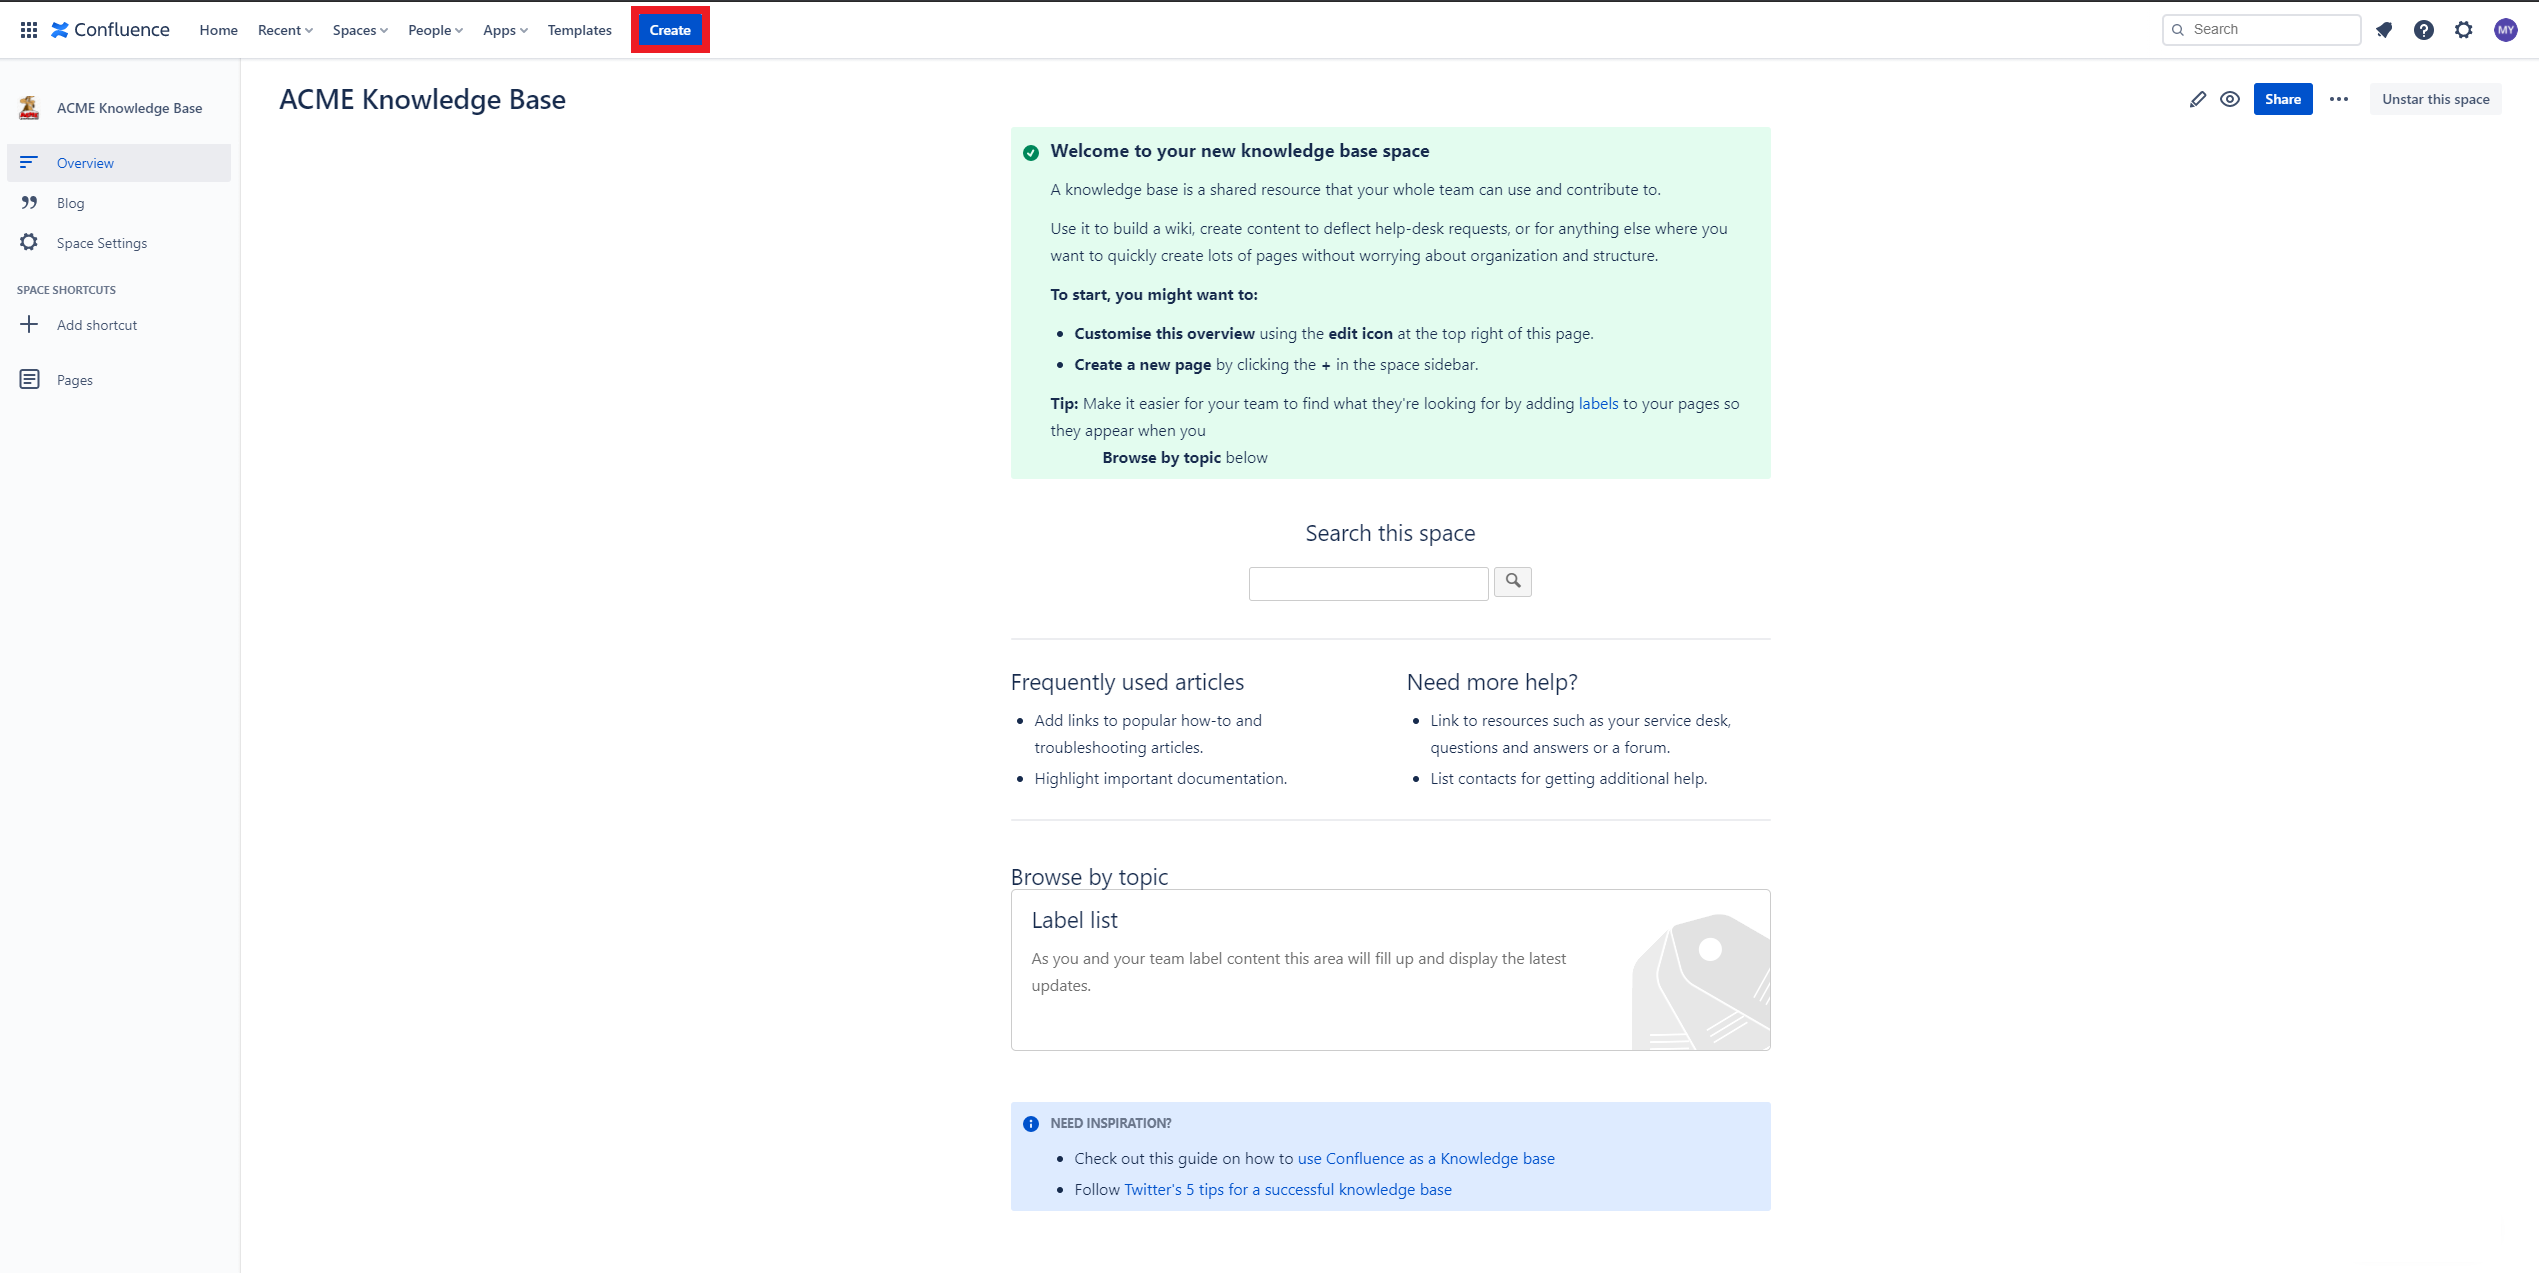 Confluence Home Recent Spaces People Apps Templates Create Search MY
ACME Knowledge Base
Overview
Blog
Space Settings
SPACE SHORTCUTS
Add shortcut
Pages
ACME Knowledge Base
Share Unstar this space
Welcome to your new knowledge base space
A knowledge base is a shared resource that your whole team can use and contribute to.
Use it to build a wiki, create content to deflect help-desk requests, or for anything else where you
want to quickly create lots of pages without worrying about organization and structure.
To start, you might want to:
Customise this overview using the edit icon at the top right of this page.
Create a new page by clicking the + in the space sidebar.
Tip: Make it easier for your team to find what they're looking for by adding labels to your pages so
they appear when you
Browse by topic below
Search this space
Frequently used articles
Add links to popular how-to and
troubleshooting articles.
Highlight important documentation.
Need more help?
Link to resources such as your service desk,
questions and answers or a forum.
List contacts for getting additional help.
Browse by topic
Label list
As you and your team label content this area will fill up and display the latest
updates.
NEED INSPIRATION?
Check out this guide on how to use Confluence as a Knowledge base
Follow Twitter's 5 tips for a successful knowledge base